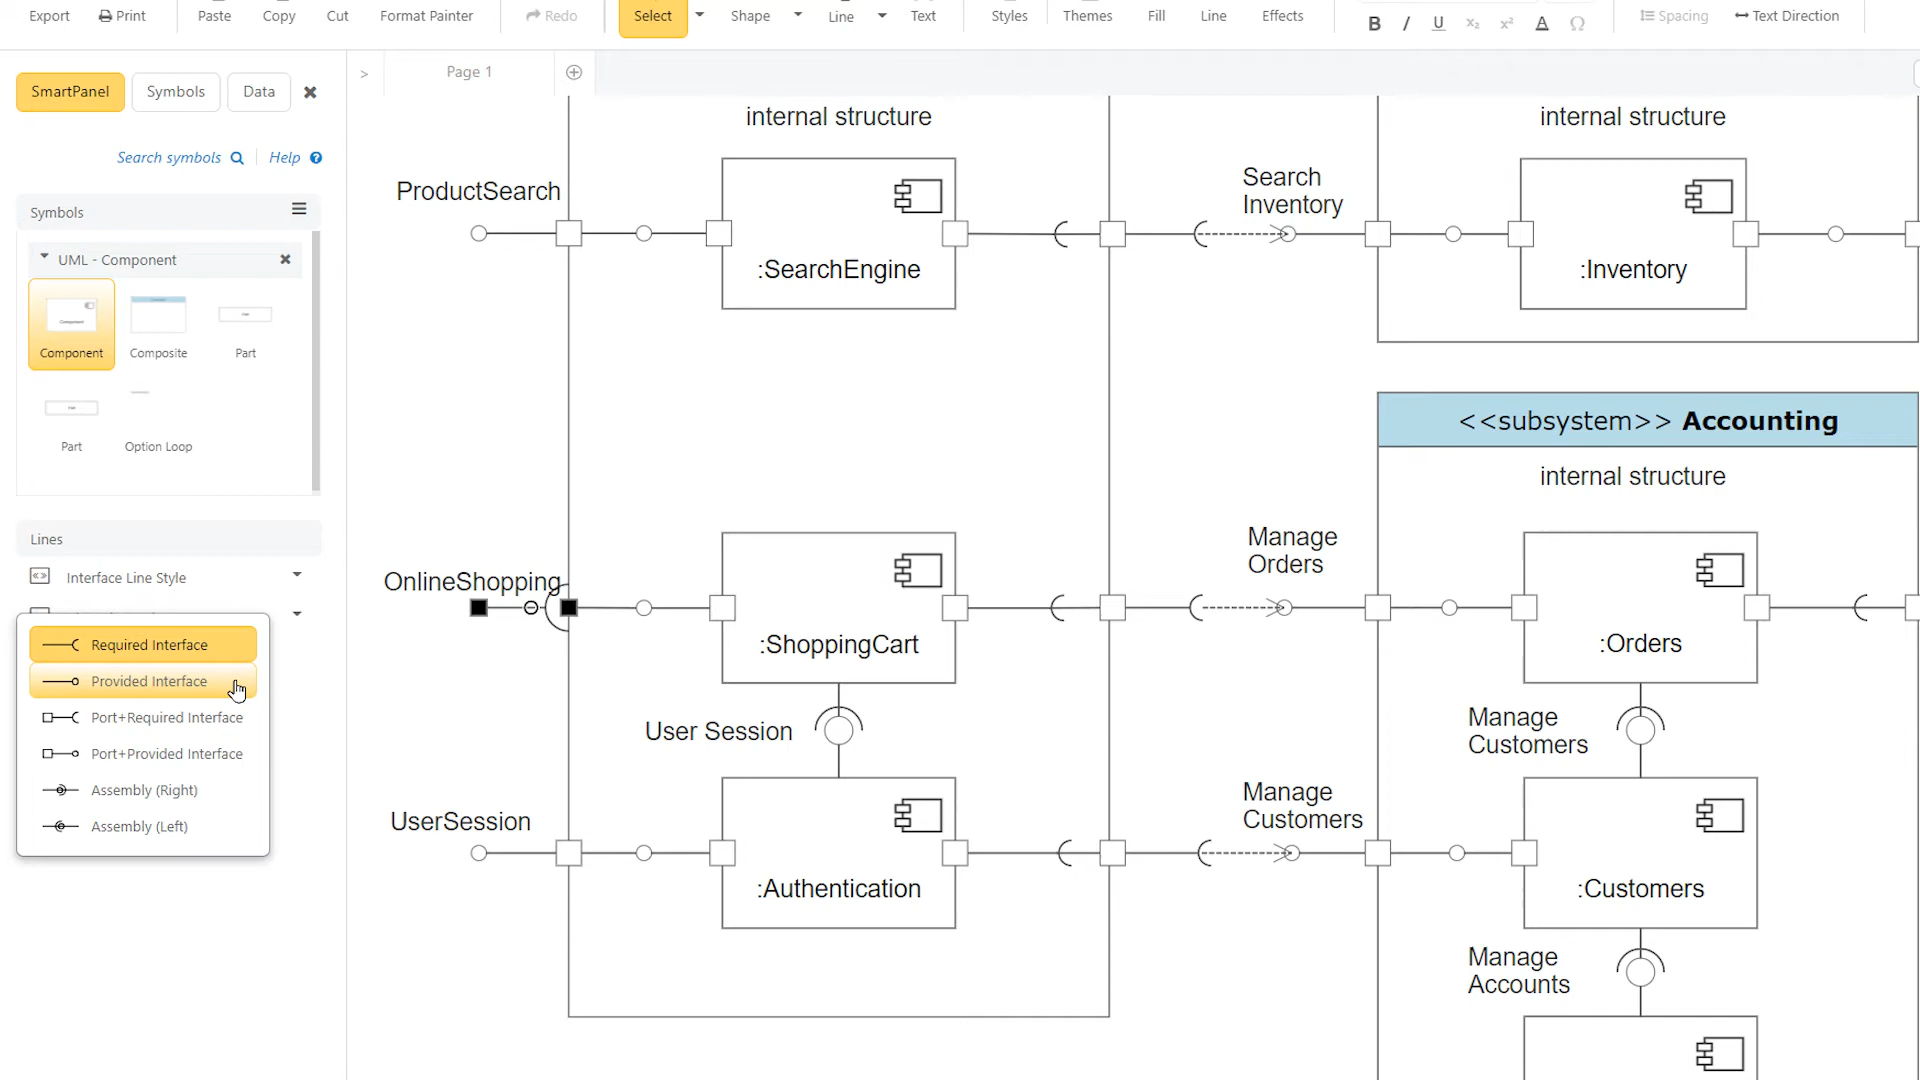 Export
Print
Paste
Copy
Cut
Format Painter
Redo
Select
Shape
Line
Text
Styles
Themes
Fill
Line
Effects
B
I
U
x₂
x²
A
Ω
Spacing
Text Direction
SmartPanel
Symbols
Data
>
Page 1
Search symbols
Help
Symbols
UML - Component
Component
Composite
Part
Part
Option Loop
Lines
Interface Line Style
Required Interface
Provided Interface
Port+Required Interface
Port+Provided Interface
Assembly (Right)
Assembly (Left)
internal structure
ProductSearch
:SearchEngine
Search
Inventory
internal structure
:Inventory
<<subsystem>> Accounting
internal structure
OnlineShopping
:ShoppingCart
Manage
Orders
:Orders
User Session
Manage
Customers
UserSession
:Authentication
Manage
Customers
:Customers
Manage
Accounts